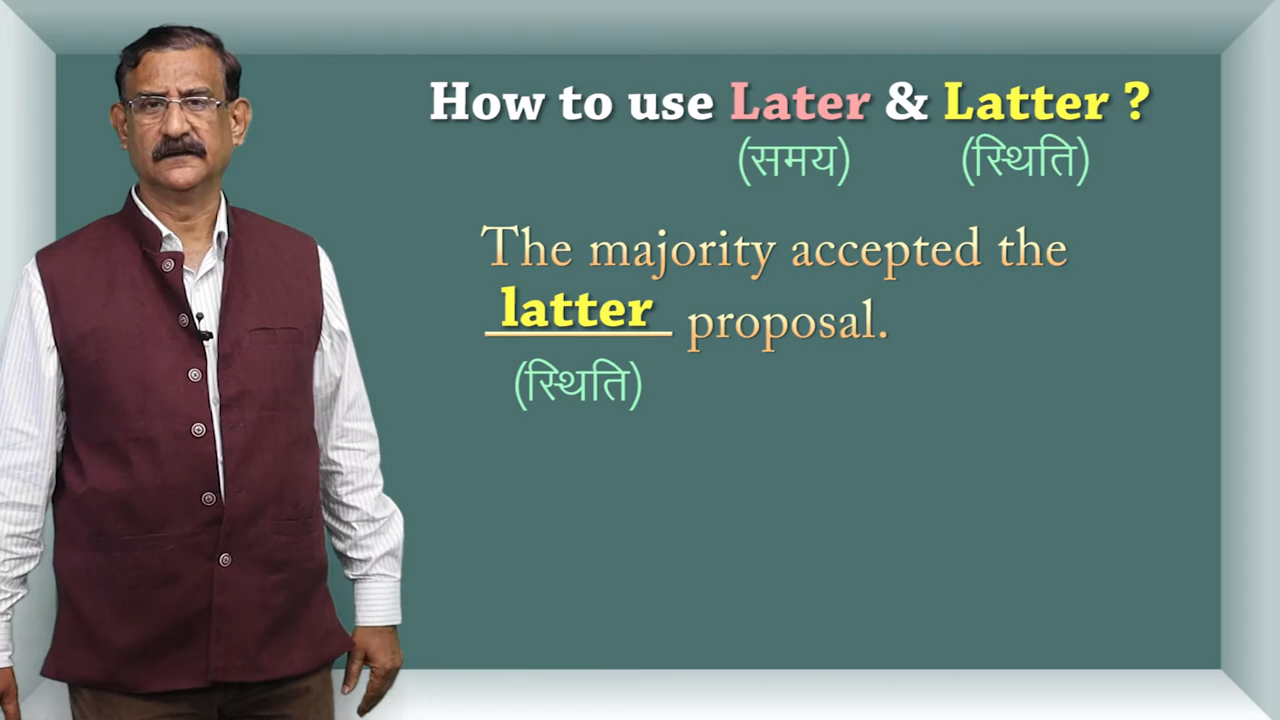 How to use Later & Latter ?
(समय) (स्थिति)
The majority accepted the
latter proposal.
(स्थिति)